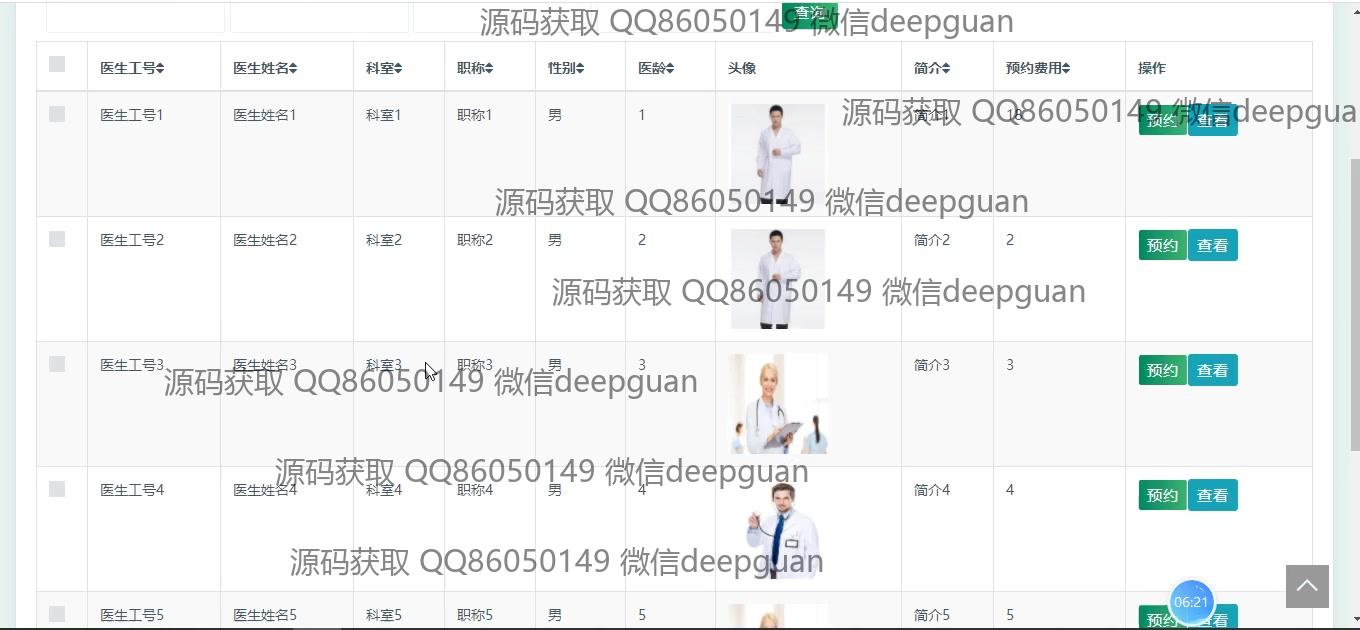 查询
源码获取 QQ86050149 微信deepguan
医生工号 医生姓名 科室 职称 性别 医龄 头像 简介 预约费用 操作
医生工号1 医生姓名1 科室1 职称1 男 1 简介1 18 预约 查看
源码获取 QQ86050149 微信deepgua
源码获取 QQ86050149 微信deepguan
医生工号2 医生姓名2 科室2 职称2 男 2 简介2 2 预约 查看
源码获取 QQ86050149 微信deepguan
医生工号3 医生姓名3 科室3 职称3 男 3 简介3 3 预约 查看
源码获取 QQ86050149 微信deepguan
源码获取 QQ86050149 微信deepguan
医生工号4 医生姓名4 科室4 职称4 男 4 简介4 4 预约 查看
源码获取 QQ86050149 微信deepguan
06:21
医生工号5 医生姓名5 科室5 职称5 男 5 简介5 5 预约 查看